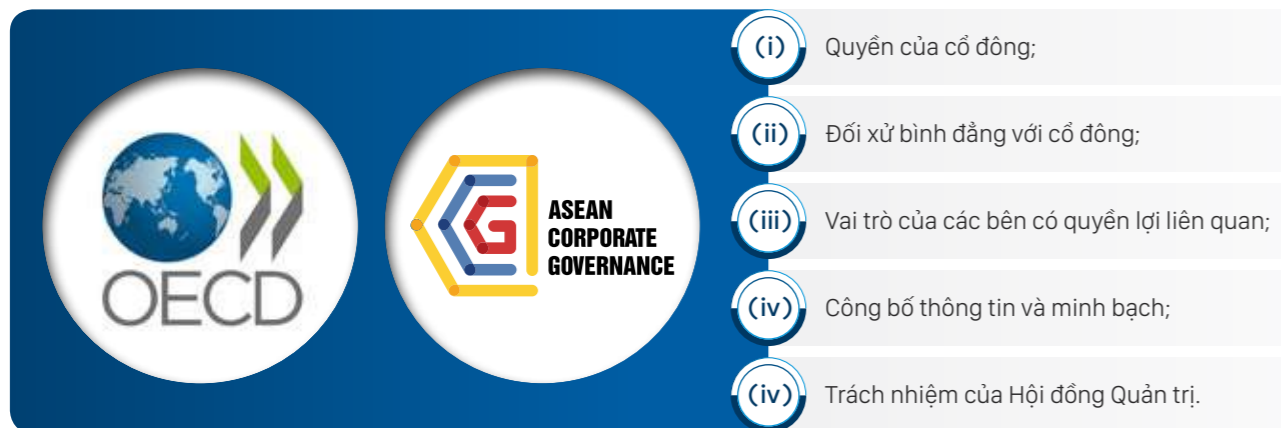 OECD
ASEAN
CORPORATE
GOVERNANCE
(i) Quyền của cổ đông;
(ii) Đối xử bình đẳng với cổ đông;
(iii) Vai trò của các bên có quyền lợi liên quan;
(iv) Công bố thông tin và minh bạch;
(iv) Trách nhiệm của Hội đồng Quản trị.